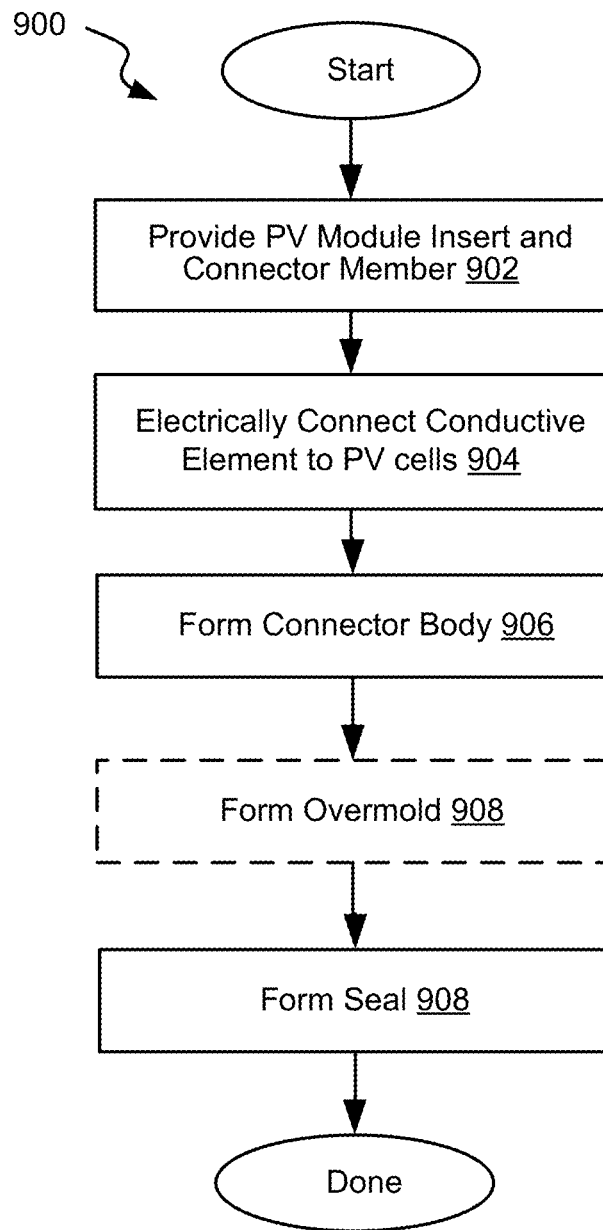 900
Start
Provide PV Module Insert and
Connector Member 902
Electrically Connect Conductive
Element to PV cells 904
Form Connector Body 906
Form Overmold 908
Form Seal 908
Done